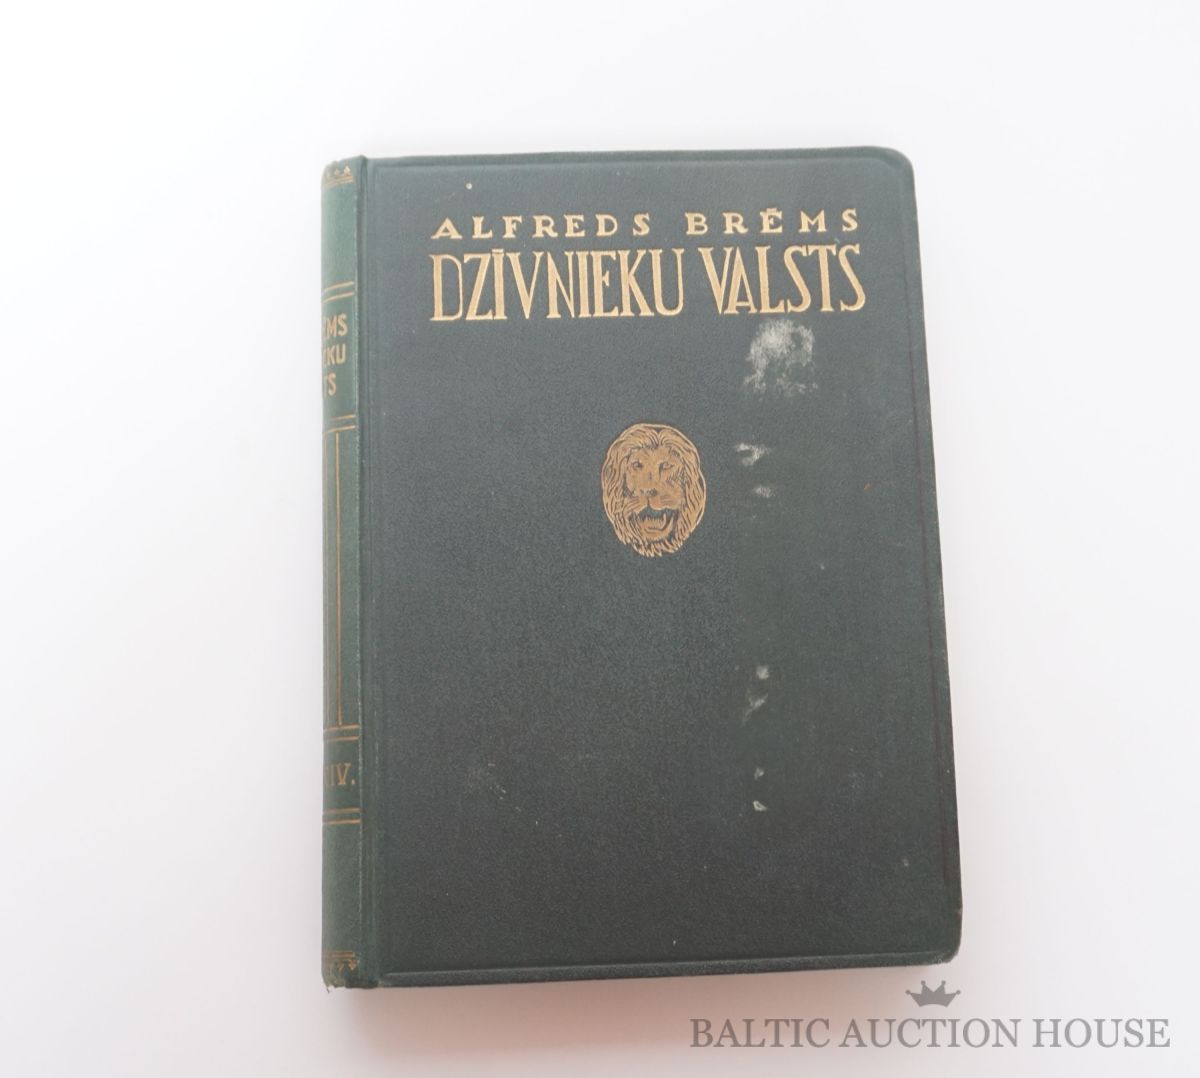 ALFREDS BRĒMS
DZĪVNIEKU VALSTS
BALTIC AUCTION HOUSE